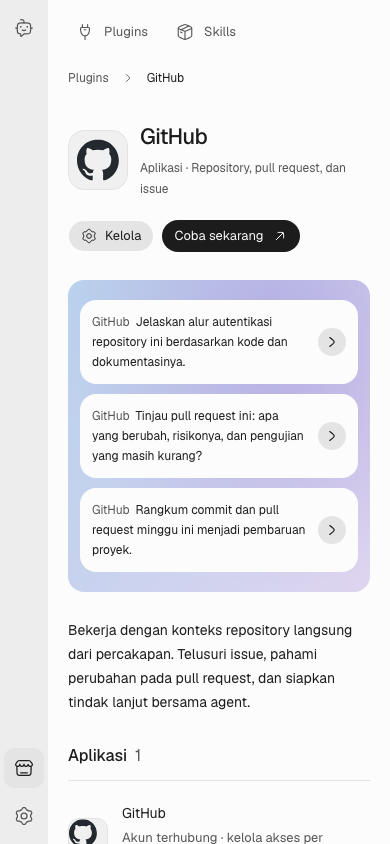 Plugins
Skills
Plugins
GitHub
GitHub
Aplikasi · Repository, pull request, dan
issue
Kelola
Coba sekarang
GitHub Jelaskan alur autentikasi
repository ini berdasarkan kode dan
dokumentasinya.
GitHub Tinjau pull request ini: apa
yang berubah, risikonya, dan pengujian
yang masih kurang?
GitHub Rangkum commit dan pull
request minggu ini menjadi pembaruan
proyek.
Bekerja dengan konteks repository langsung
dari percakapan. Telusuri issue, pahami
perubahan pada pull request, dan siapkan
tindak lanjut bersama agent.
Aplikasi 1
GitHub
Akun terhubung · kelola akses per